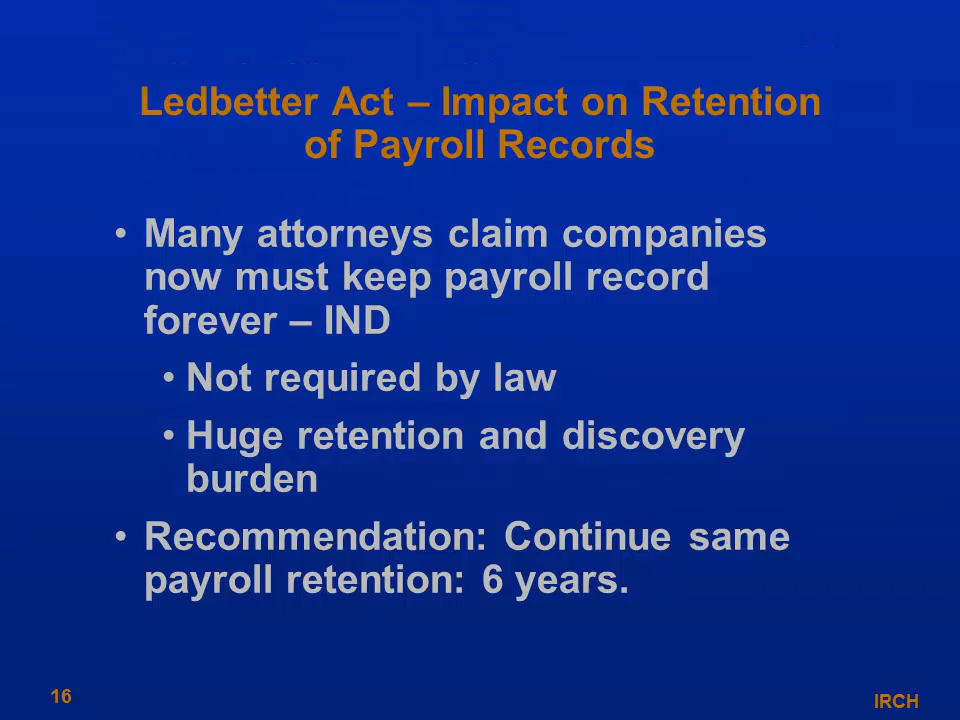 Ledbetter Act – Impact on Retention
of Payroll Records
• Many attorneys claim companies
now must keep payroll record
forever – IND
• Not required by law
• Huge retention and discovery
burden
• Recommendation: Continue same
payroll retention: 6 years.
16
IRCH